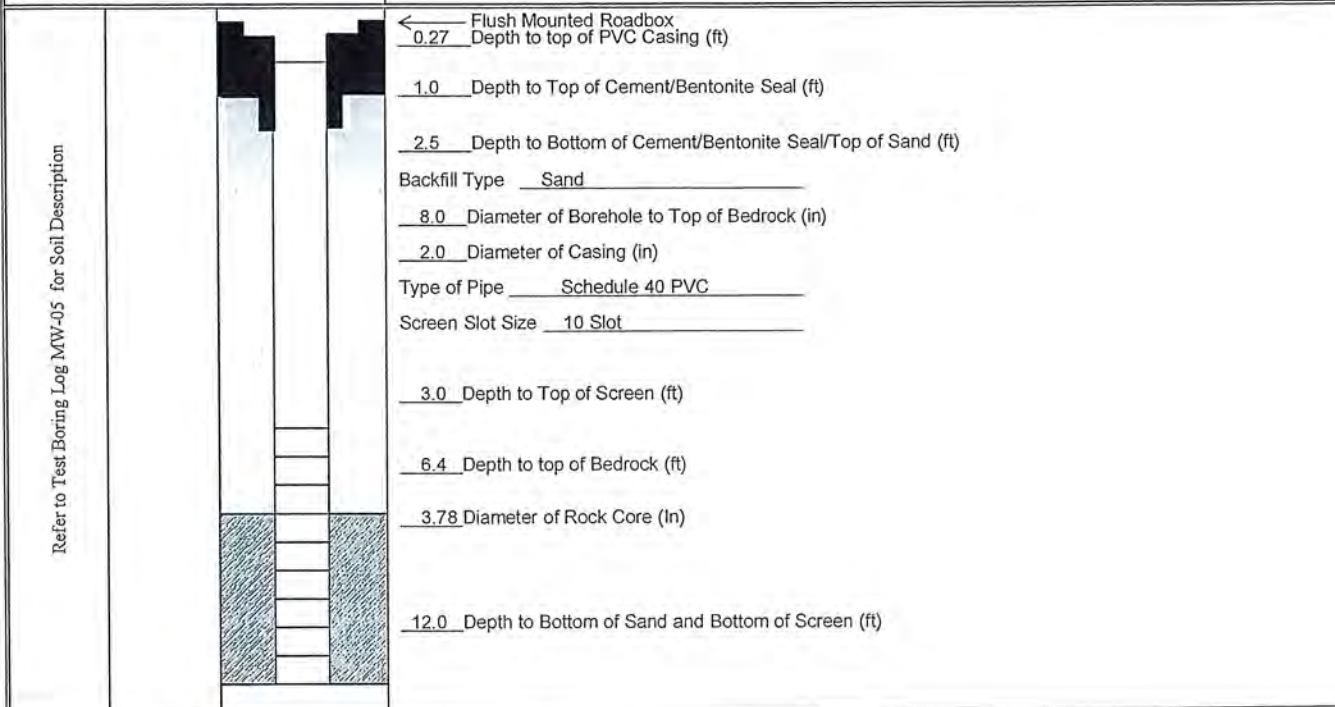 Flush Mounted Roadbox
0.27 Depth to top of PVC Casing (ft)
1.0 Depth to Top of Cement/Bentonite Seal (ft)
2.5 Depth to Bottom of Cement/Bentonite Seal/Top of Sand (ft)
Backfill Type Sand
8.0 Diameter of Borehole to Top of Bedrock (in)
2.0 Diameter of Casing (in)
Type of Pipe Schedule 40 PVC
Screen Slot Size 10 Slot
3.0 Depth to Top of Screen (ft)
6.4 Depth to top of Bedrock (ft)
3.78 Diameter of Rock Core (In)
12.0 Depth to Bottom of Sand and Bottom of Screen (ft)
Refer to Test Boring Log MW-05 for Soil Description